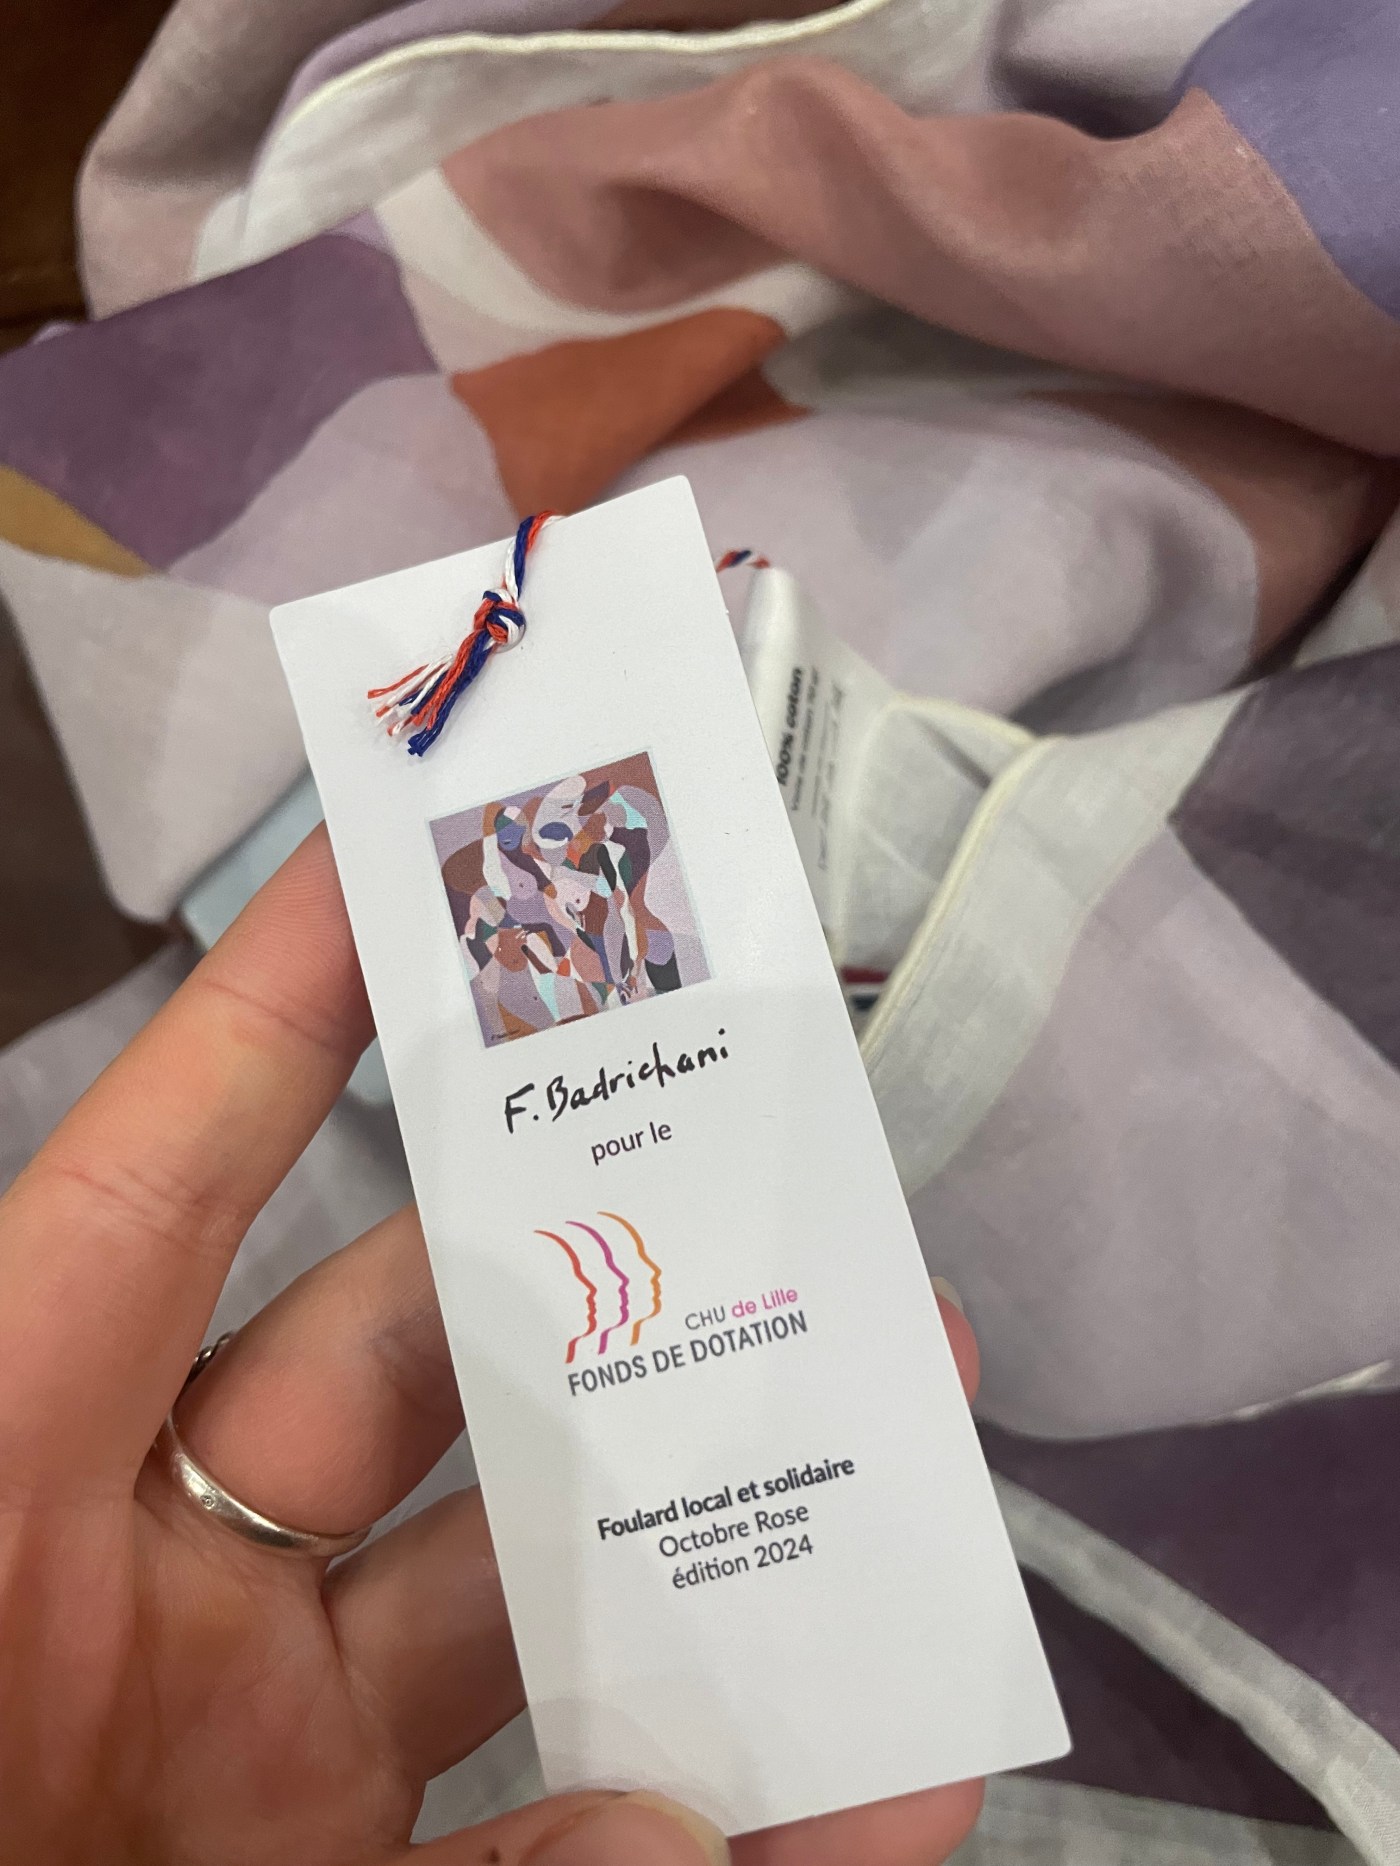 F. Badrichani
pour le
CHU de Lille
FONDS DE DOTATION
Foulard local et solidaire
Octobre Rose
édition 2024
100% coton